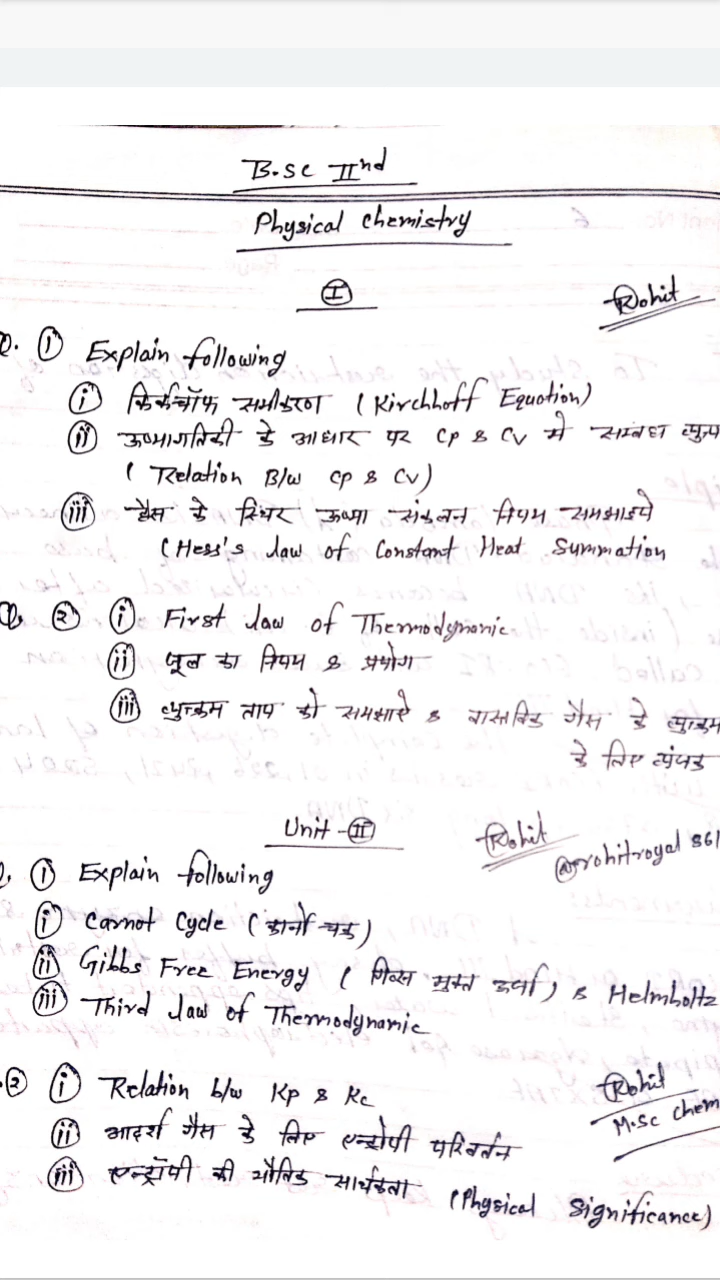 B.sc IInd
Physical chemistry
I
Rohit
Q. 1 Explain following
i किर्कचॉफ समीकरण (Kirchhoff Equation)
ii ऊष्मागतिकी के आधार पर Cp & Cv में सम्बंध
( Relation B/w Cp & Cv)
iii हैस के स्थिर ऊष्मा संकलन नियम समझाइये
(Hess's law of Constant Heat Summation
Q. 2 i First law of Thermodynamic
ii जूल का नियम & प्रयोग
iii व्युत्क्रम ताप को समझाये & वास्तविक गैस के व्युत्क्रम
के लिए व्यंजक
Unit - II
Rohit
@rohitroyal 861
1 Explain following
i Carnot Cycle (कार्नो चक्र)
ii Gibbs Free Energy ( गिब्स मुक्त ऊर्जा) & Helmholtz
iii Third law of Thermodynamic
2 i Relation b/w Kp & Kc
Rohit
M.sc chem
ii आदर्श गैस के लिए एन्ट्रोपी परिवर्तन
iii एन्ट्रॉपी की भौतिक सार्थकता (Physical Significance)